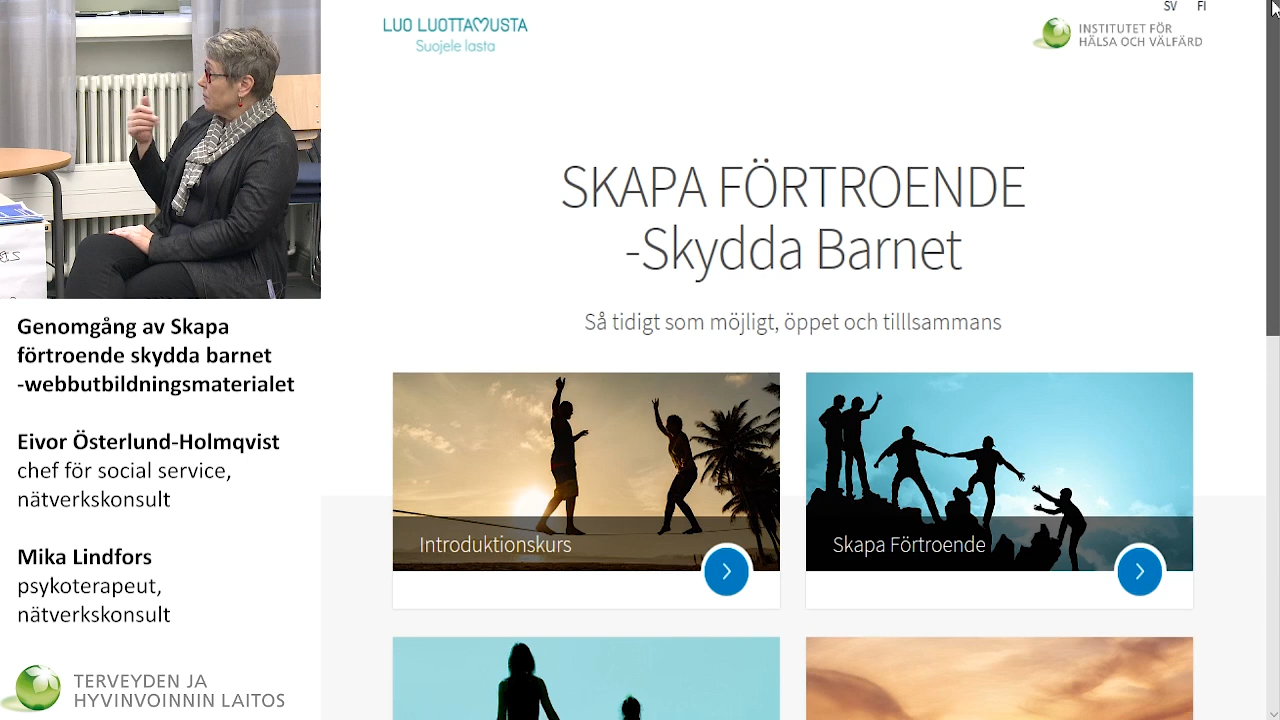 Genomgång av Skapa
förtroende skydda barnet
-webbutbildningsmaterialet
Eivor Österlund-Holmqvist
chef för social service,
nätverkskonsult
Mika Lindfors
psykoterapeut,
nätverkskonsult
TERVEYDEN JA
HYVINVOINNIN LAITOS
SV FI
LUO LUOTTAMUSTA
Suojele lasta
INSTITUTET FÖR
HÄLSA OCH VÄLFÄRD
SKAPA FÖRTROENDE
-Skydda Barnet
Så tidigt som möjligt, öppet och tilllsammans
Introduktionskurs
Skapa Förtroende